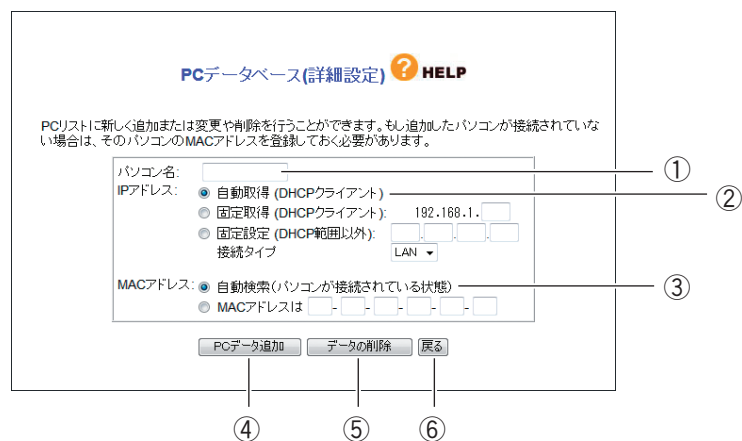 PCデータベース(詳細設定) ? HELP
PCリストに新しく追加または変更や削除を行うことができます。もし追加したパソコンが接続されていな
い場合は、そのパソコンのMACアドレスを登録しておく必要があります。
パソコン名: ①
IPアドレス: 自動取得 (DHCPクライアント) ②
固定取得 (DHCPクライアント): 192.168.1.
固定設定 (DHCP範囲以外): . . .
接続タイプ LAN
MACアドレス: 自動検索(パソコンが接続されている状態) ③
MACアドレスは - - - - -
PCデータ追加 データの削除 戻る
④ ⑤ ⑥